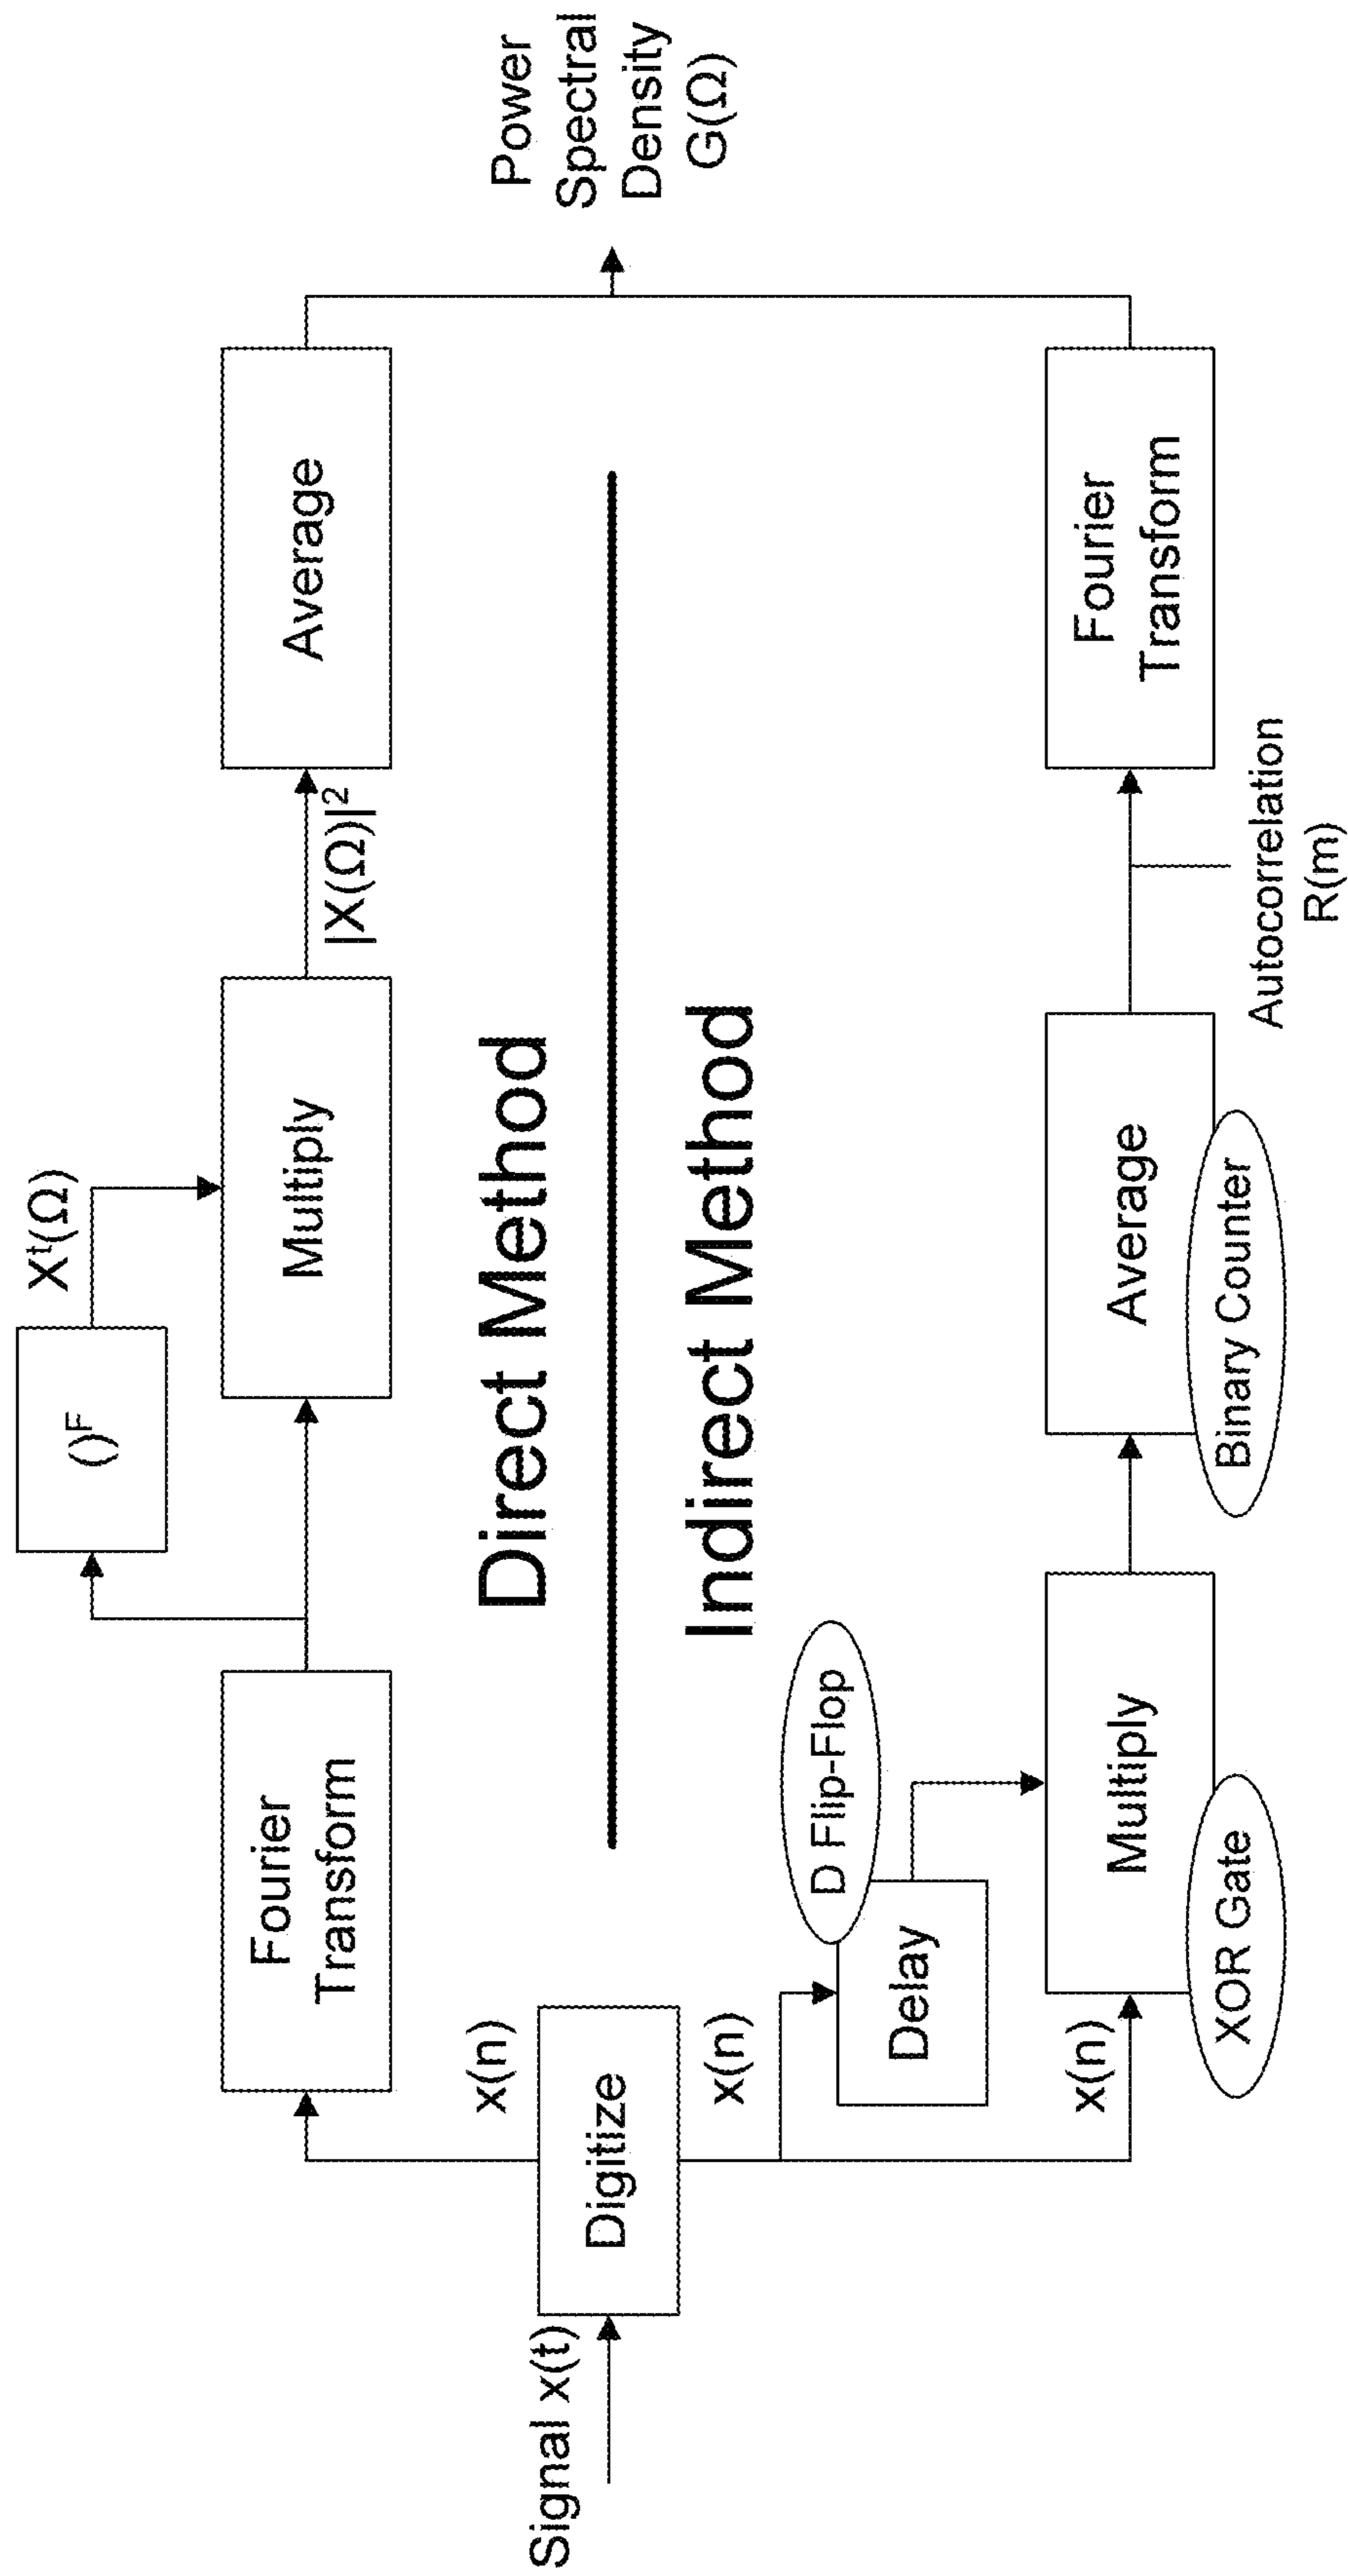 Signal x(t)
Digitize
x(n)
Fourier
Transform
()ᶠ
Xᵗ(Ω)
Multiply
|X(Ω)|²
Average
Direct Method
Indirect Method
x(n)
Delay
D Flip-Flop
x(n)
Multiply
XOR Gate
Average
Binary Counter
Autocorrelation
R(m)
Fourier
Transform
Power
Spectral
Density
G(Ω)